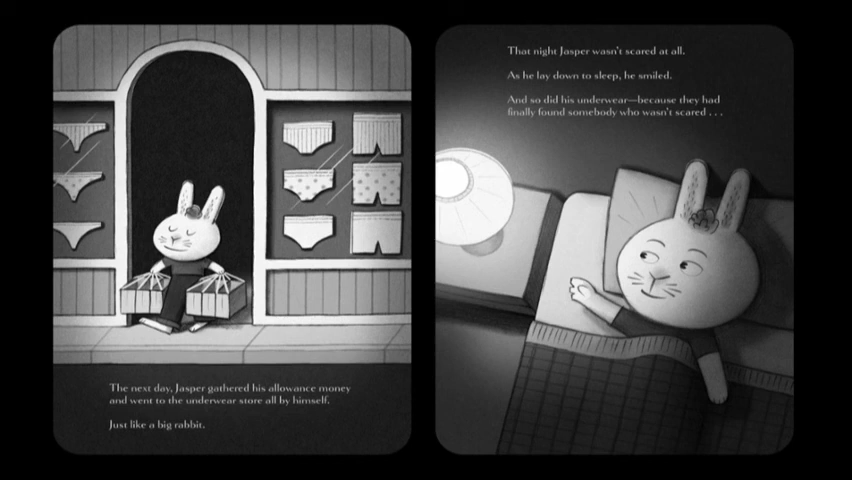 The next day, Jasper gathered his allowance money
and went to the underwear store all by himself.
Just like a big rabbit.
That night Jasper wasn't scared at all.
As he lay down to sleep, he smiled.
And so did his underwear—because they had
finally found somebody who wasn't scared . . .